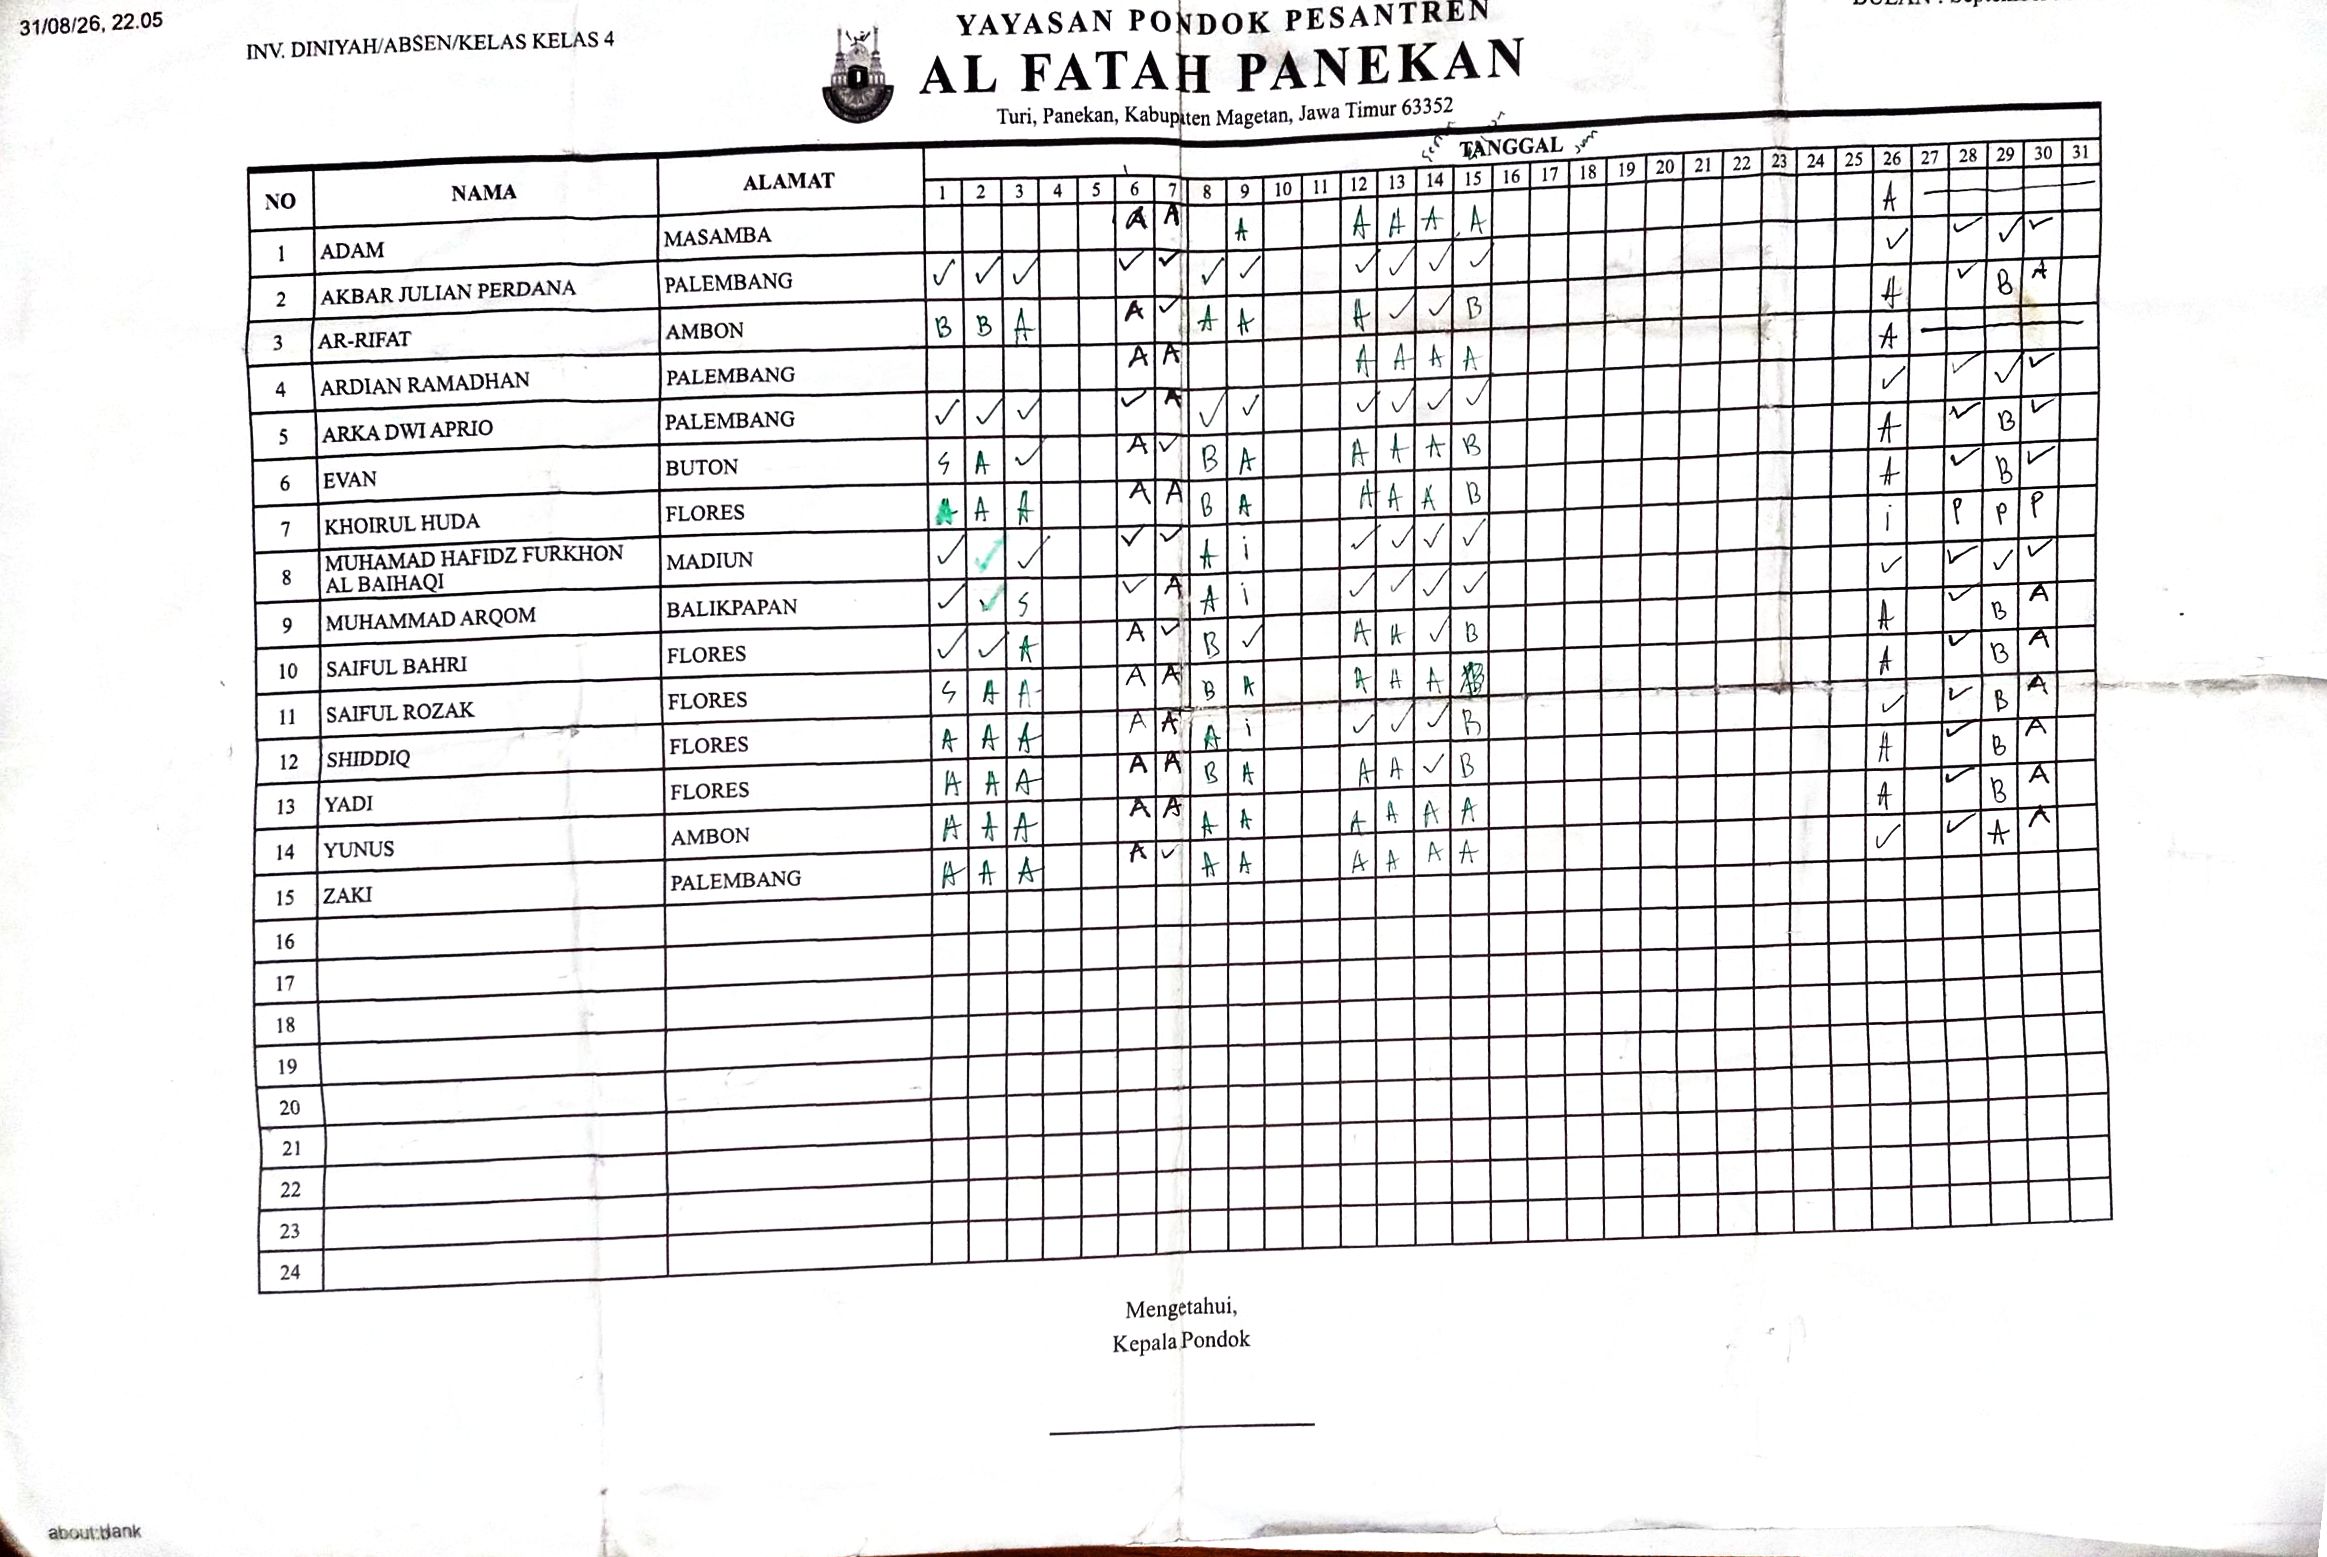 31/08/26, 22.05
INV. DINIYAH/ABSEN/KELAS KELAS 4
YAYASAN PONDOK PESANTREN
AL FATAH PANEKAN
Turi, Panekan, Kabupaten Magetan, Jawa Timur 63352
NO NAMA ALAMAT TANGGAL
1 2 3 4 5 6 7 8 9 10 11 12 13 14 15 16 17 18 19 20 21 22 23 24 25 26 27 28 29 30 31
1 ADAM MASAMBA A A A A A A A A
2 AKBAR JULIAN PERDANA PALEMBANG ✓ ✓ ✓ ✓ ✓ ✓ ✓ ✓ ✓ ✓ ✓ ✓ ✓ ✓ ✓
3 AR-RIFAT AMBON B B A A ✓ A A A ✓ ✓ B A ✓ B A
4 ARDIAN RAMADHAN PALEMBANG A A A A A A A
5 ARKA DWI APRIO PALEMBANG ✓ ✓ ✓ ✓ A ✓ ✓ ✓ ✓ ✓ ✓ ✓ ✓ ✓ ✓
6 EVAN BUTON S A ✓ A ✓ B A A A A B A ✓ B ✓
7 KHOIRUL HUDA FLORES A A A A A B A A A A B A ✓ B ✓
8 MUHAMAD HAFIDZ FURKHON AL BAIHAQI MADIUN ✓ ✓ ✓ ✓ ✓ A i ✓ ✓ ✓ ✓ i P P P
9 MUHAMMAD ARQOM BALIKPAPAN ✓ ✓ S ✓ A A i ✓ ✓ ✓ ✓ ✓ ✓ ✓ ✓
10 SAIFUL BAHRI FLORES ✓ ✓ A A ✓ B ✓ A A ✓ B A ✓ B A
11 SAIFUL ROZAK FLORES S A A A A B A A A A B A ✓ B A
12 SHIDDIQ FLORES A A A A A A i ✓ ✓ ✓ B ✓ ✓ B A
13 YADI FLORES A A A A A B A A A ✓ B A ✓ B A
14 YUNUS AMBON A A A A A A A A A A A A ✓ B A
15 ZAKI PALEMBANG A A A A ✓ A A A A A A ✓ ✓ A A
16
17
18
19
20
21
22
23
24
Mengetahui,
Kepala Pondok
about:blank